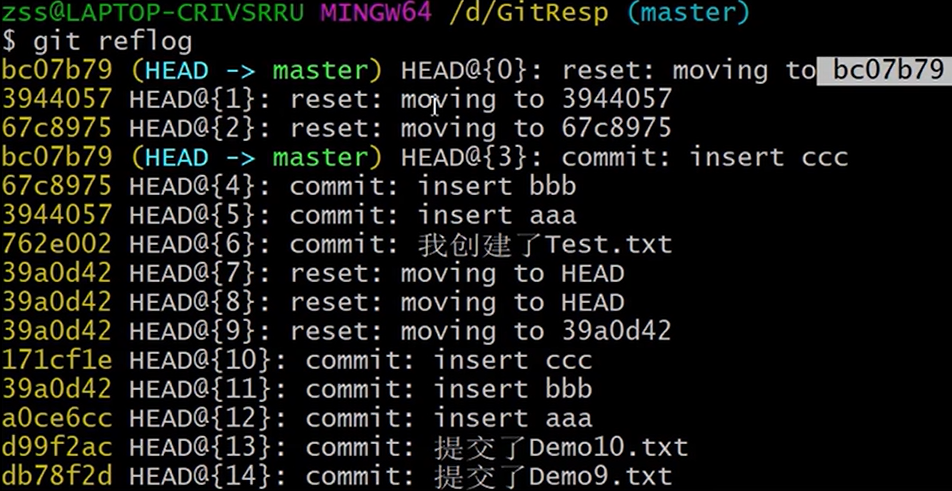 zss@LAPTOP-CRIVSRRU MINGW64 /d/GitResp (master)
$ git reflog
bc07b79 (HEAD -> master) HEAD@{0}: reset: moving to bc07b79
3944057 HEAD@{1}: reset: moving to 3944057
67c8975 HEAD@{2}: reset: moving to 67c8975
bc07b79 (HEAD -> master) HEAD@{3}: commit: insert ccc
67c8975 HEAD@{4}: commit: insert bbb
3944057 HEAD@{5}: commit: insert aaa
762e002 HEAD@{6}: commit: 我创建了Test.txt
39a0d42 HEAD@{7}: reset: moving to HEAD
39a0d42 HEAD@{8}: reset: moving to HEAD
39a0d42 HEAD@{9}: reset: moving to 39a0d42
171cf1e HEAD@{10}: commit: insert ccc
39a0d42 HEAD@{11}: commit: insert bbb
a0ce6cc HEAD@{12}: commit: insert aaa
d99f2ac HEAD@{13}: commit: 提交了Demo10.txt
db78f2d HEAD@{14}: commit: 提交了Demo9.txt